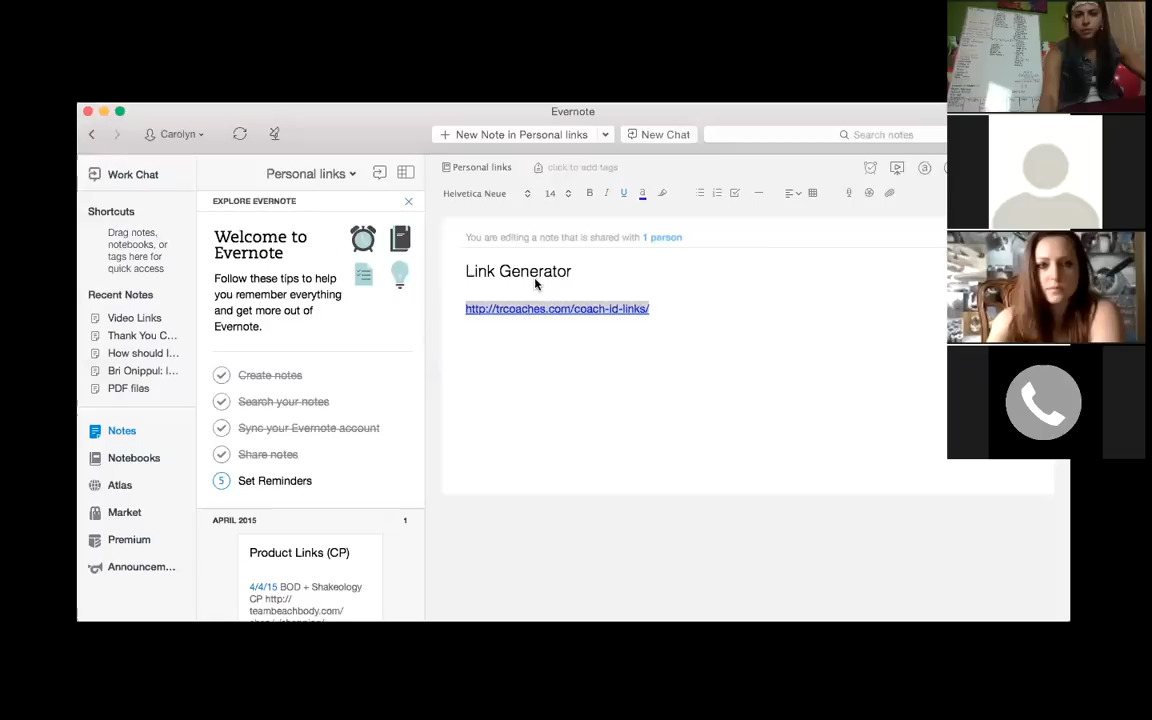 Evernote
Carolyn
New Note in Personal links
New Chat
Search notes
Work Chat
Shortcuts
Drag notes,
notebooks, or
tags here for
quick access
Recent Notes
Video Links
Thank You C...
How should I...
Bri Onippul: I...
PDF files
Notes
Notebooks
Atlas
Market
Premium
Announcem...
Personal links
EXPLORE EVERNOTE
Welcome to
Evernote
Follow these tips to help
you remember everything
and get more out of
Evernote.
Create notes
Search your notes
Sync your Evernote account
Share notes
5 Set Reminders
APRIL 2015 1
Product Links (CP)
4/4/15 BOD + Shakeology
CP http://
teambeachbody.com/
Personal links
click to add tags
Helvetica Neue 14 B I U a
You are editing a note that is shared with 1 person
Link Generator
http://trcoaches.com/coach-id-links/